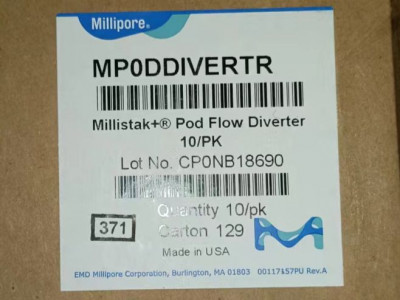 Millipore®
MP0DDIVERTR
Millistak+® Pod Flow Diverter
10/PK
Lot No. CP0NB18690
Quantity 10/pk
371
Carton 129
Made in USA
EMD Millipore Corporation, Burlington, MA 01803 00117457PU Rev.A